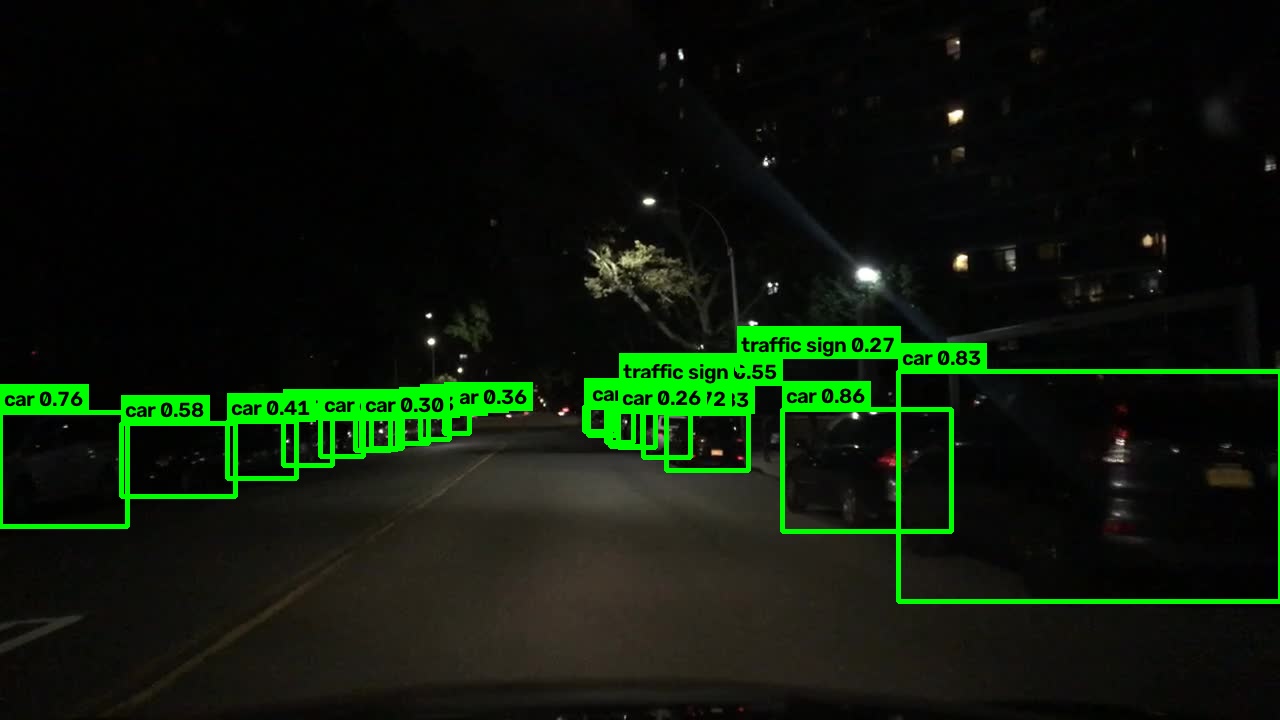 traffic sign 0.27
car 0.83
traffic sign 0.55
car 0.76
car 0.58
car 0.41
car
car 0.30
car 0.36
car 0.26
car 0.86